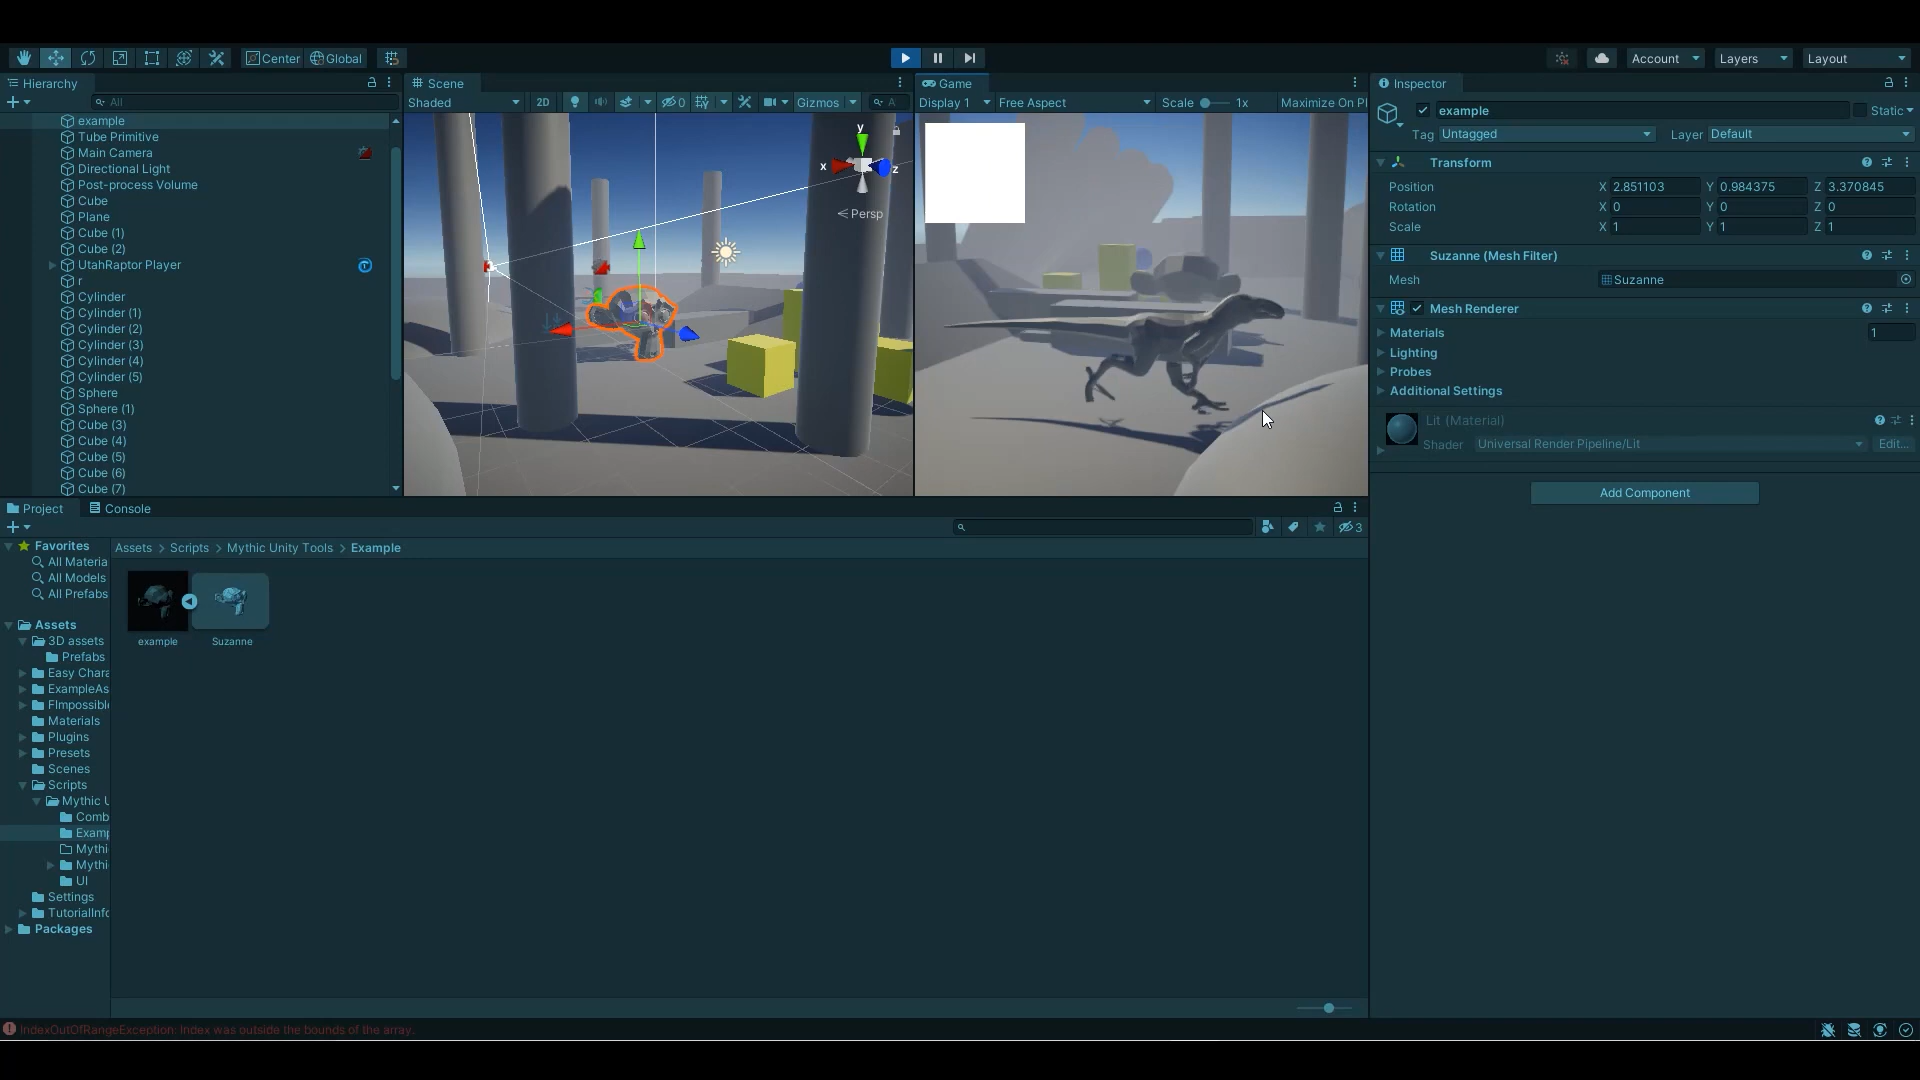 Center Global Account Layers Layout
Hierarchy
All
example
Tube Primitive
Main Camera
Directional Light
Post-process Volume
Cube
Plane
Cube (1)
Cube (2)
UtahRaptor Player
r
Cylinder
Cylinder (1)
Cylinder (2)
Cylinder (3)
Cylinder (4)
Cylinder (5)
Sphere
Sphere (1)
Cube (3)
Cube (4)
Cube (5)
Cube (6)
Cube (7)
Scene
Shaded 2D 0 Gizmos A
y
x z
Persp
Game
Display 1 Free Aspect Scale 1x Maximize On Pl
Inspector
example Static
Tag Untagged Layer Default
Transform
Position X 2.851103 Y 0.984375 Z 3.370845
Rotation X 0 Y 0 Z 0
Scale X 1 Y 1 Z 1
Suzanne (Mesh Filter)
Mesh Suzanne
Mesh Renderer
Materials 1
Lighting
Probes
Additional Settings
Lit (Material)
Shader Universal Render Pipeline/Lit Edit...
Add Component
Project Console
3
Favorites
All Materia
All Models
All Prefabs
Assets
3D assets
Prefabs
Easy Chara
ExampleAs
FImpossible
Materials
Plugins
Presets
Scenes
Scripts
Mythic U
Comb
Examp
Mythi
Mythi
UI
Settings
TutorialInfo
Packages
Assets > Scripts > Mythic Unity Tools > Example
example Suzanne
IndexOutOfRangeException: Index was outside the bounds of the array.